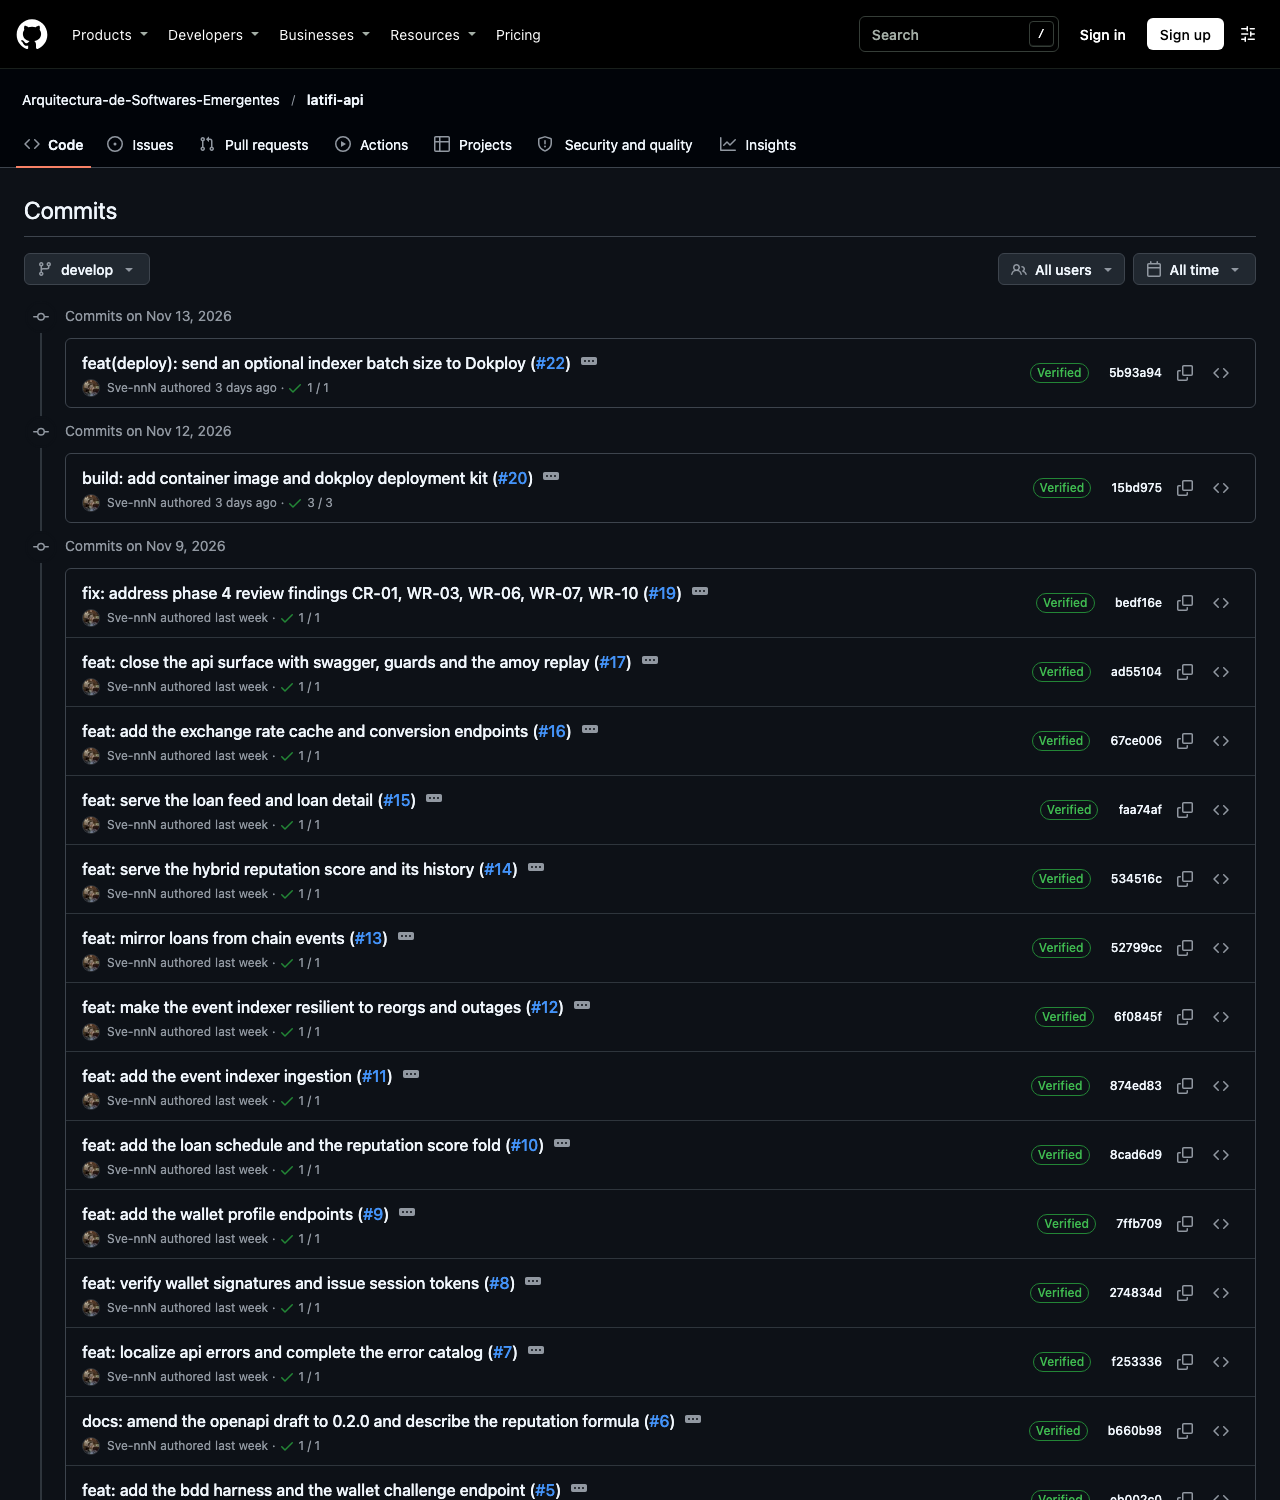 Products Developers Businesses Resources Pricing Search / Sign in Sign up
Arquitectura-de-Softwares-Emergentes / latifi-api
Code Issues Pull requests Actions Projects Security and quality Insights
Commits
develop All users All time
Commits on Nov 13, 2026
feat(deploy): send an optional indexer batch size to Dokploy (#22)
Sve-nnN authored 3 days ago · 1 / 1
Verified 5b93a94
Commits on Nov 12, 2026
build: add container image and dokploy deployment kit (#20)
Sve-nnN authored 3 days ago · 3 / 3
Verified 15bd975
Commits on Nov 9, 2026
fix: address phase 4 review findings CR-01, WR-03, WR-06, WR-07, WR-10 (#19)
Sve-nnN authored last week · 1 / 1
Verified bedf16e
feat: close the api surface with swagger, guards and the amoy replay (#17)
Sve-nnN authored last week · 1 / 1
Verified ad55104
feat: add the exchange rate cache and conversion endpoints (#16)
Sve-nnN authored last week · 1 / 1
Verified 67ce006
feat: serve the loan feed and loan detail (#15)
Sve-nnN authored last week · 1 / 1
Verified faa74af
feat: serve the hybrid reputation score and its history (#14)
Sve-nnN authored last week · 1 / 1
Verified 534516c
feat: mirror loans from chain events (#13)
Sve-nnN authored last week · 1 / 1
Verified 52799cc
feat: make the event indexer resilient to reorgs and outages (#12)
Sve-nnN authored last week · 1 / 1
Verified 6f0845f
feat: add the event indexer ingestion (#11)
Sve-nnN authored last week · 1 / 1
Verified 874ed83
feat: add the loan schedule and the reputation score fold (#10)
Sve-nnN authored last week · 1 / 1
Verified 8cad6d9
feat: add the wallet profile endpoints (#9)
Sve-nnN authored last week · 1 / 1
Verified 7ffb709
feat: verify wallet signatures and issue session tokens (#8)
Sve-nnN authored last week · 1 / 1
Verified 274834d
feat: localize api errors and complete the error catalog (#7)
Sve-nnN authored last week · 1 / 1
Verified f253336
docs: amend the openapi draft to 0.2.0 and describe the reputation formula (#6)
Sve-nnN authored last week · 1 / 1
Verified b660b98
feat: add the bdd harness and the wallet challenge endpoint (#5)
Verified